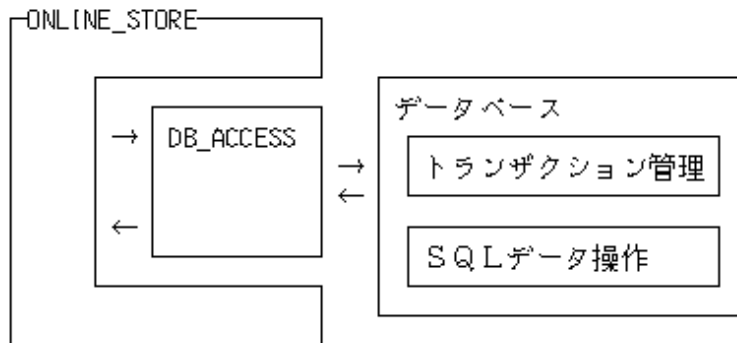 ONLINE_STORE
DB_ACCESS
→
←
→
←
データベース
トランザクション管理
ＳＱＬデータ操作